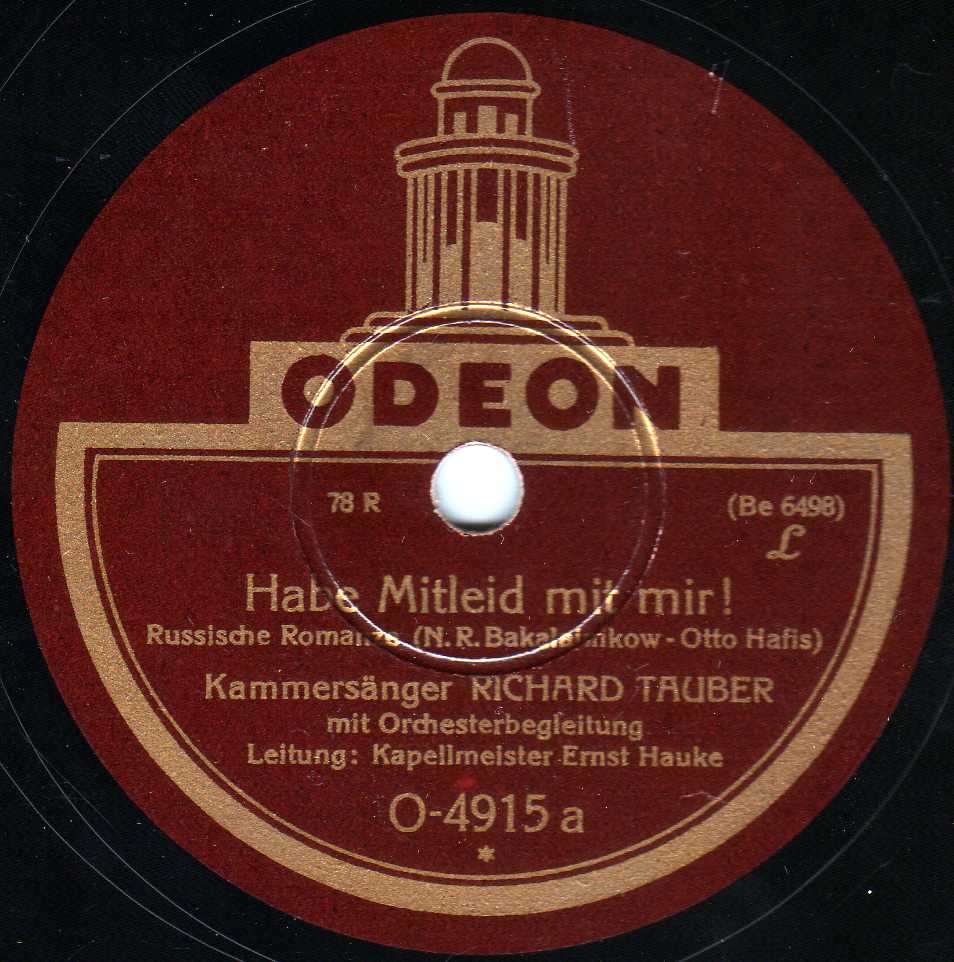 ODEON
78 R
(Be 6498)
L
Habe Mitleid mit mir!
Russische Romanze (N. R. Bakaleinikow - Otto Hafis)
Kammersänger RICHARD TAUBER
mit Orchesterbegleitung
Leitung: Kapellmeister Ernst Hauke
O-4915 a
*